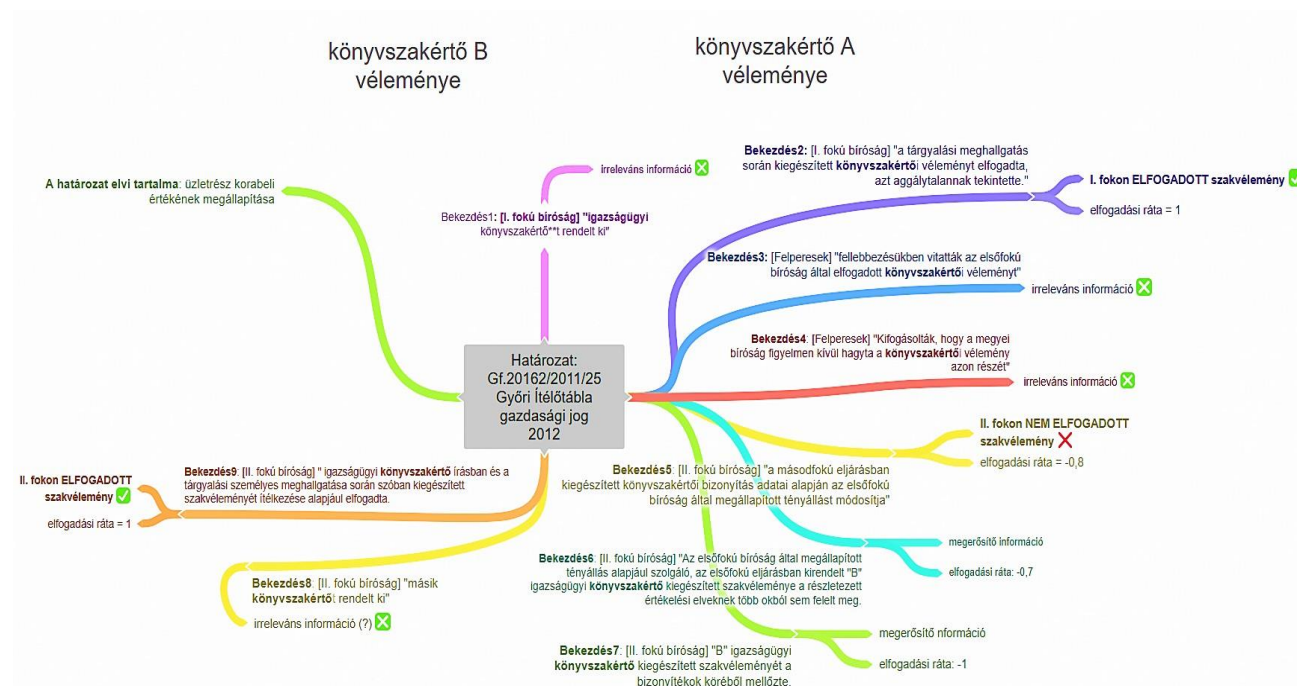 könyvszakértő B
véleménye
könyvszakértő A
véleménye
A határozat elvi tartalma: üzletrész korabeli
értékének megállapítása
irreleváns információ
Bekezdés1: [I. fokú bíróság] "igazságügyi
könyvszakértő**t rendelt ki"
Bekezdés2: [I. fokú bíróság] "a tárgyalási meghallgatás
során kiegészített könyvszakértői véleményt elfogadta,
azt aggálytalannak tekintette."
I. fokon ELFOGADOTT szakvélemény
elfogadási ráta = 1
Bekezdés3: [Felperesek] "fellebbezésükben vitatták az elsőfokú
bíróság által elfogadott könyvszakértői véleményt"
irreleváns információ
Bekezdés4: [Felperesek] "Kifogásolták, hogy a megyei
bíróság figyelmen kívül hagyta a könyvszakértői vélemény
azon részét"
irreleváns információ
Határozat:
Gf.20162/2011/25
Győri Ítélőtábla
gazdasági jog
2012
II. fokon NEM ELFOGADOTT
szakvélemény
elfogadási ráta = -0,8
Bekezdés5: [II. fokú bíróság] "a másodfokú eljárásban
kiegészített könyvszakértői bizonyítás adatai alapján az elsőfokú
bíróság által megállapított tényállást módosítja"
Bekezdés6: [II. fokú bíróság] "Az elsőfokú bíróság által megállapított
tényállás alapjául szolgáló, az elsőfokú eljárásban kirendelt "B"
igazságügyi könyvszakértő kiegészített szakvéleménye a részletezett
értékelési elveknek több okból sem felelt meg.
megerősítő információ
elfogadási ráta: -0,7
Bekezdés7: [II. fokú bíróság] "B" igazságügyi
könyvszakértő kiegészített szakvéleményét a
bizonyítékok köréből mellőzte.
megerősítő nformáció
elfogadási ráta: -1
Bekezdés9: [II. fokú bíróság] " igazságügyi könyvszakértő írásban és a
tárgyalási személyes meghallgatása során szóban kiegészített
szakvéleményét ítélkezése alapjául elfogadta.
II. fokon ELFOGADOTT
szakvélemény
elfogadási ráta = 1
Bekezdés8: [II. fokú bíróság] "másik
könyvszakértőt rendelt ki"
irreleváns információ (?)